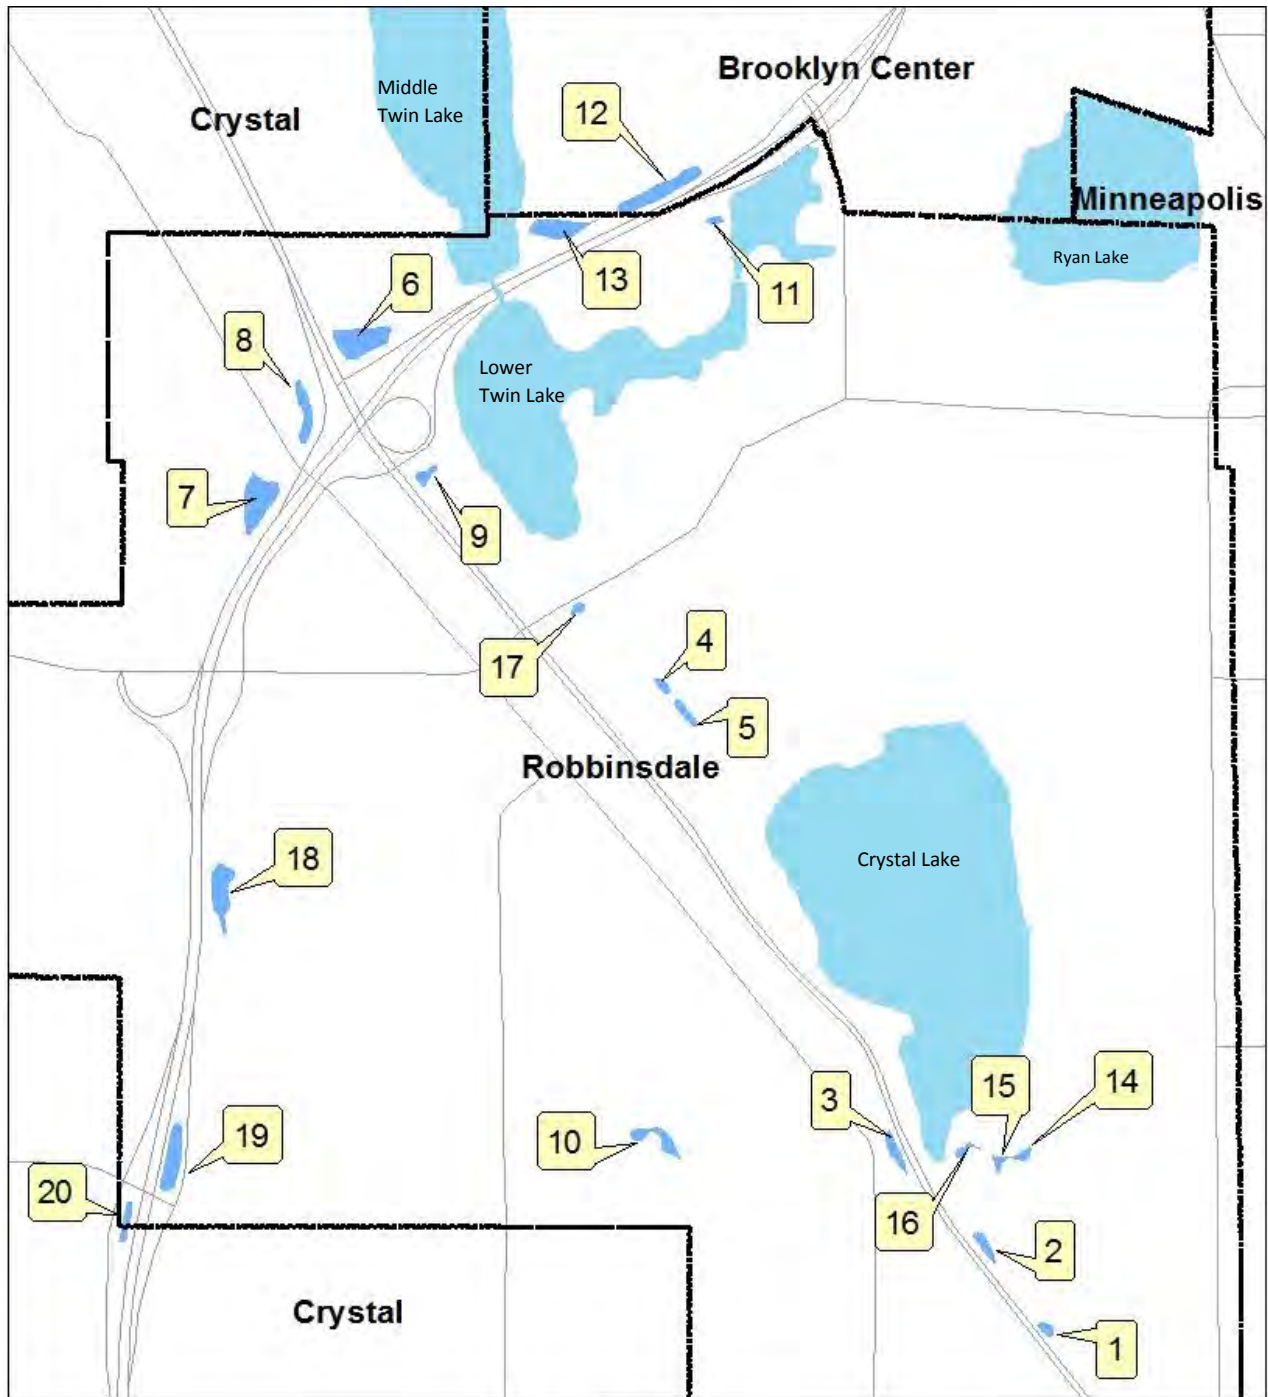 Brooklyn Center
Middle
Twin Lake
Crystal
12
Minneapolis
13
11
Ryan Lake
6
8
Lower
Twin Lake
7
9
17
4
5
Robbinsdale
18
Crystal Lake
3
15
14
19
10
20
16
2
Crystal
1